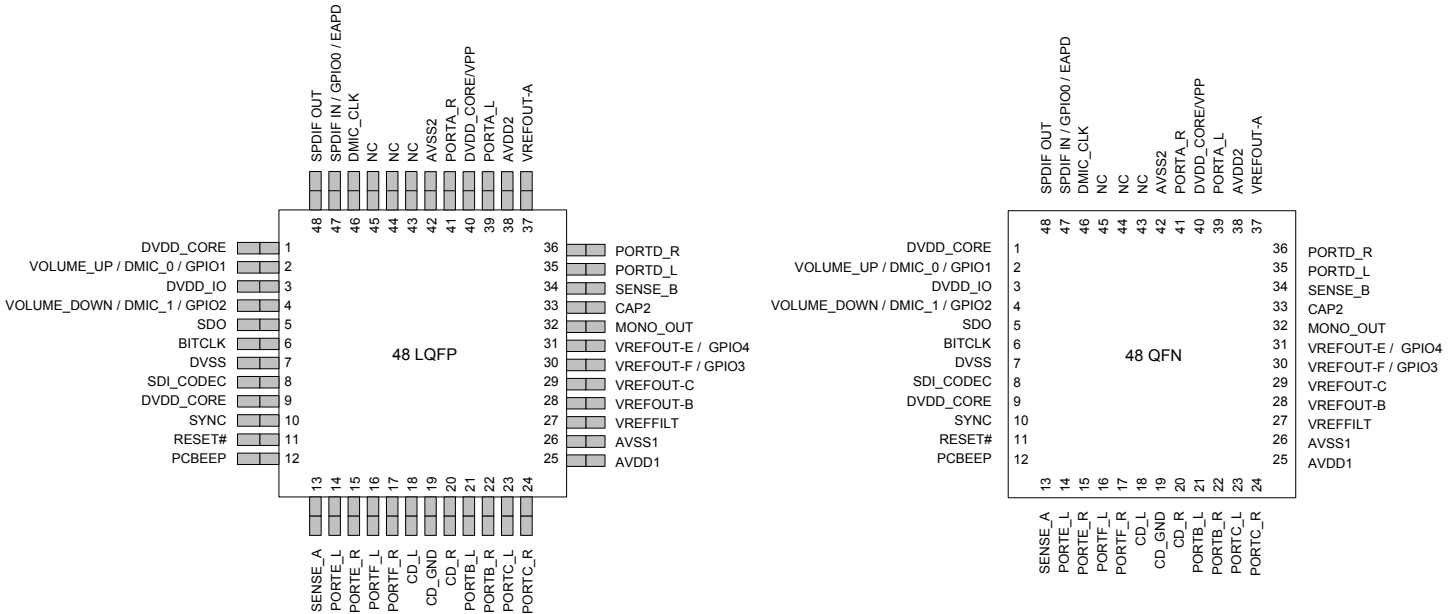 SPDIF OUT
SPDIF IN / GPIO0 / EAPD
DMIC_CLK
NC
NC
NC
AVSS2
PORTA_R
DVDD_CORE/VPP
PORTA_L
AVDD2
VREFOUT-A
48
47
46
45
44
43
42
41
40
39
38
37
DVDD_CORE 1
VOLUME_UP / DMIC_0 / GPIO1 2
DVDD_IO 3
VOLUME_DOWN / DMIC_1 / GPIO2 4
SDO 5
BITCLK 6
DVSS 7
SDI_CODEC 8
DVDD_CORE 9
SYNC 10
RESET# 11
PCBEEP 12
48 LQFP
36 PORTD_R
35 PORTD_L
34 SENSE_B
33 CAP2
32 MONO_OUT
31 VREFOUT-E / GPIO4
30 VREFOUT-F / GPIO3
29 VREFOUT-C
28 VREFOUT-B
27 VREFFILT
26 AVSS1
25 AVDD1
13
14
15
16
17
18
19
20
21
22
23
24
SENSE_A
PORTE_L
PORTE_R
PORTF_L
PORTF_R
CD_L
CD_GND
CD_R
PORTB_L
PORTB_R
PORTC_L
PORTC_R
SPDIF OUT
SPDIF IN / GPIO0 / EAPD
DMIC_CLK
NC
NC
NC
AVSS2
PORTA_R
DVDD_CORE/VPP
PORTA_L
AVDD2
VREFOUT-A
48
47
46
45
44
43
42
41
40
39
38
37
DVDD_CORE 1
VOLUME_UP / DMIC_0 / GPIO1 2
DVDD_IO 3
VOLUME_DOWN / DMIC_1 / GPIO2 4
SDO 5
BITCLK 6
DVSS 7
SDI_CODEC 8
DVDD_CORE 9
SYNC 10
RESET# 11
PCBEEP 12
48 QFN
36 PORTD_R
35 PORTD_L
34 SENSE_B
33 CAP2
32 MONO_OUT
31 VREFOUT-E / GPIO4
30 VREFOUT-F / GPIO3
29 VREFOUT-C
28 VREFOUT-B
27 VREFFILT
26 AVSS1
25 AVDD1
13
14
15
16
17
18
19
20
21
22
23
24
SENSE_A
PORTE_L
PORTE_R
PORTF_L
PORTF_R
CD_L
CD_GND
CD_R
PORTB_L
PORTB_R
PORTC_L
PORTC_R